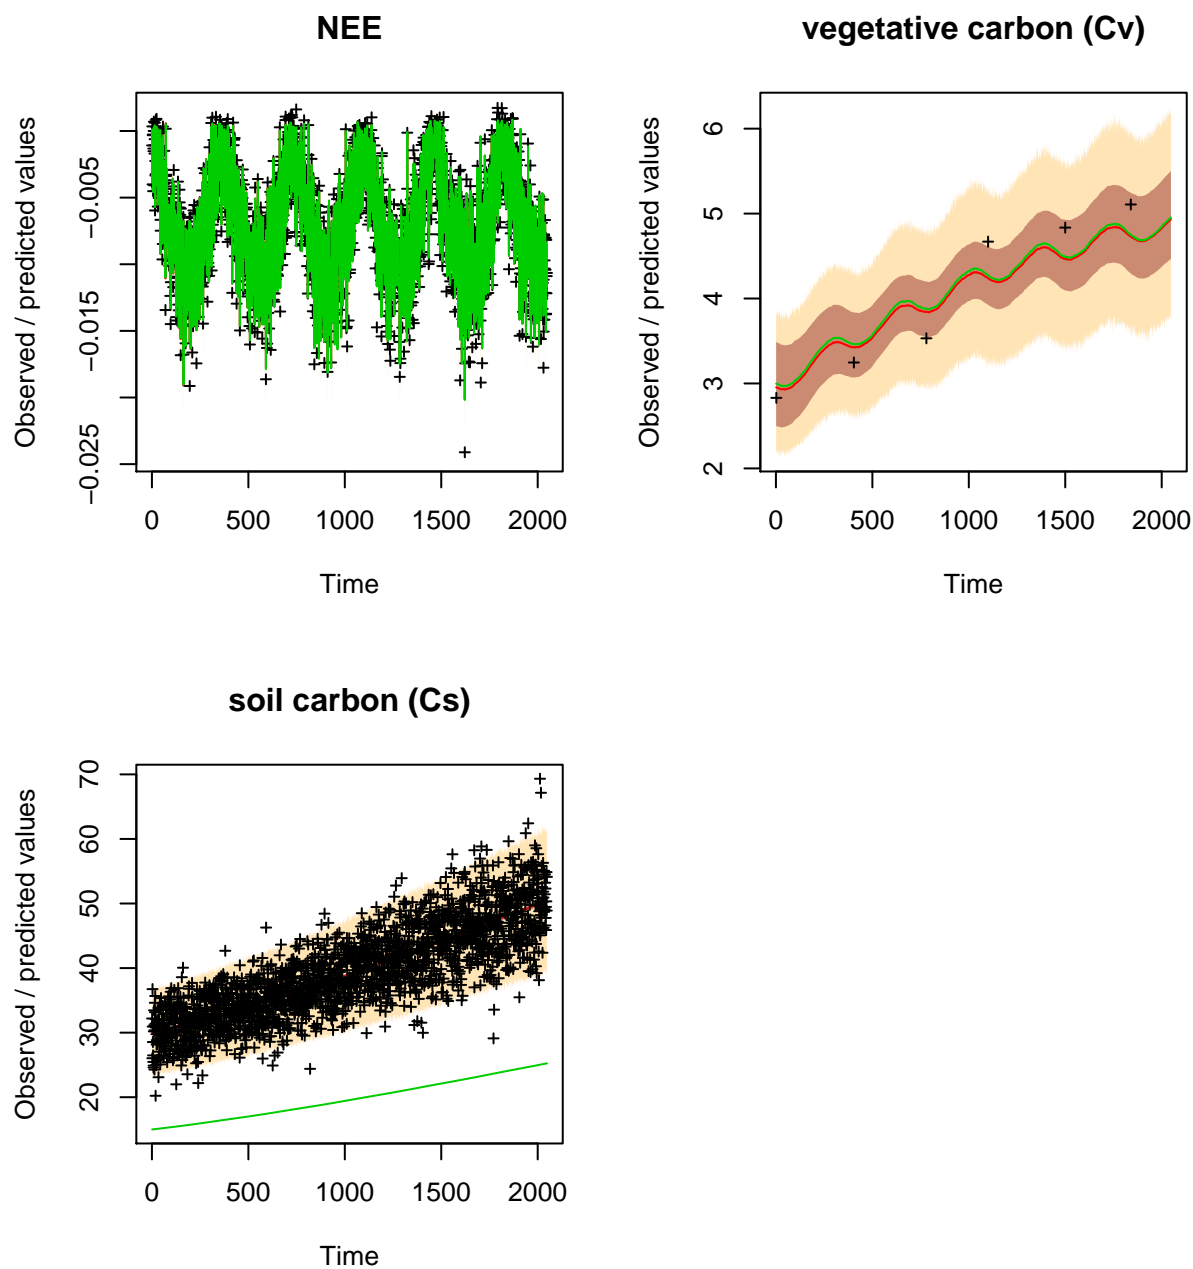 NEE
Observed / predicted values
−0.005
−0.015
−0.025
0 500 1000 1500 2000
Time
vegetative carbon (Cv)
Observed / predicted values
6
5
4
3
2
0 500 1000 1500 2000
Time
soil carbon (Cs)
Observed / predicted values
70
60
50
40
30
20
0 500 1000 1500 2000
Time